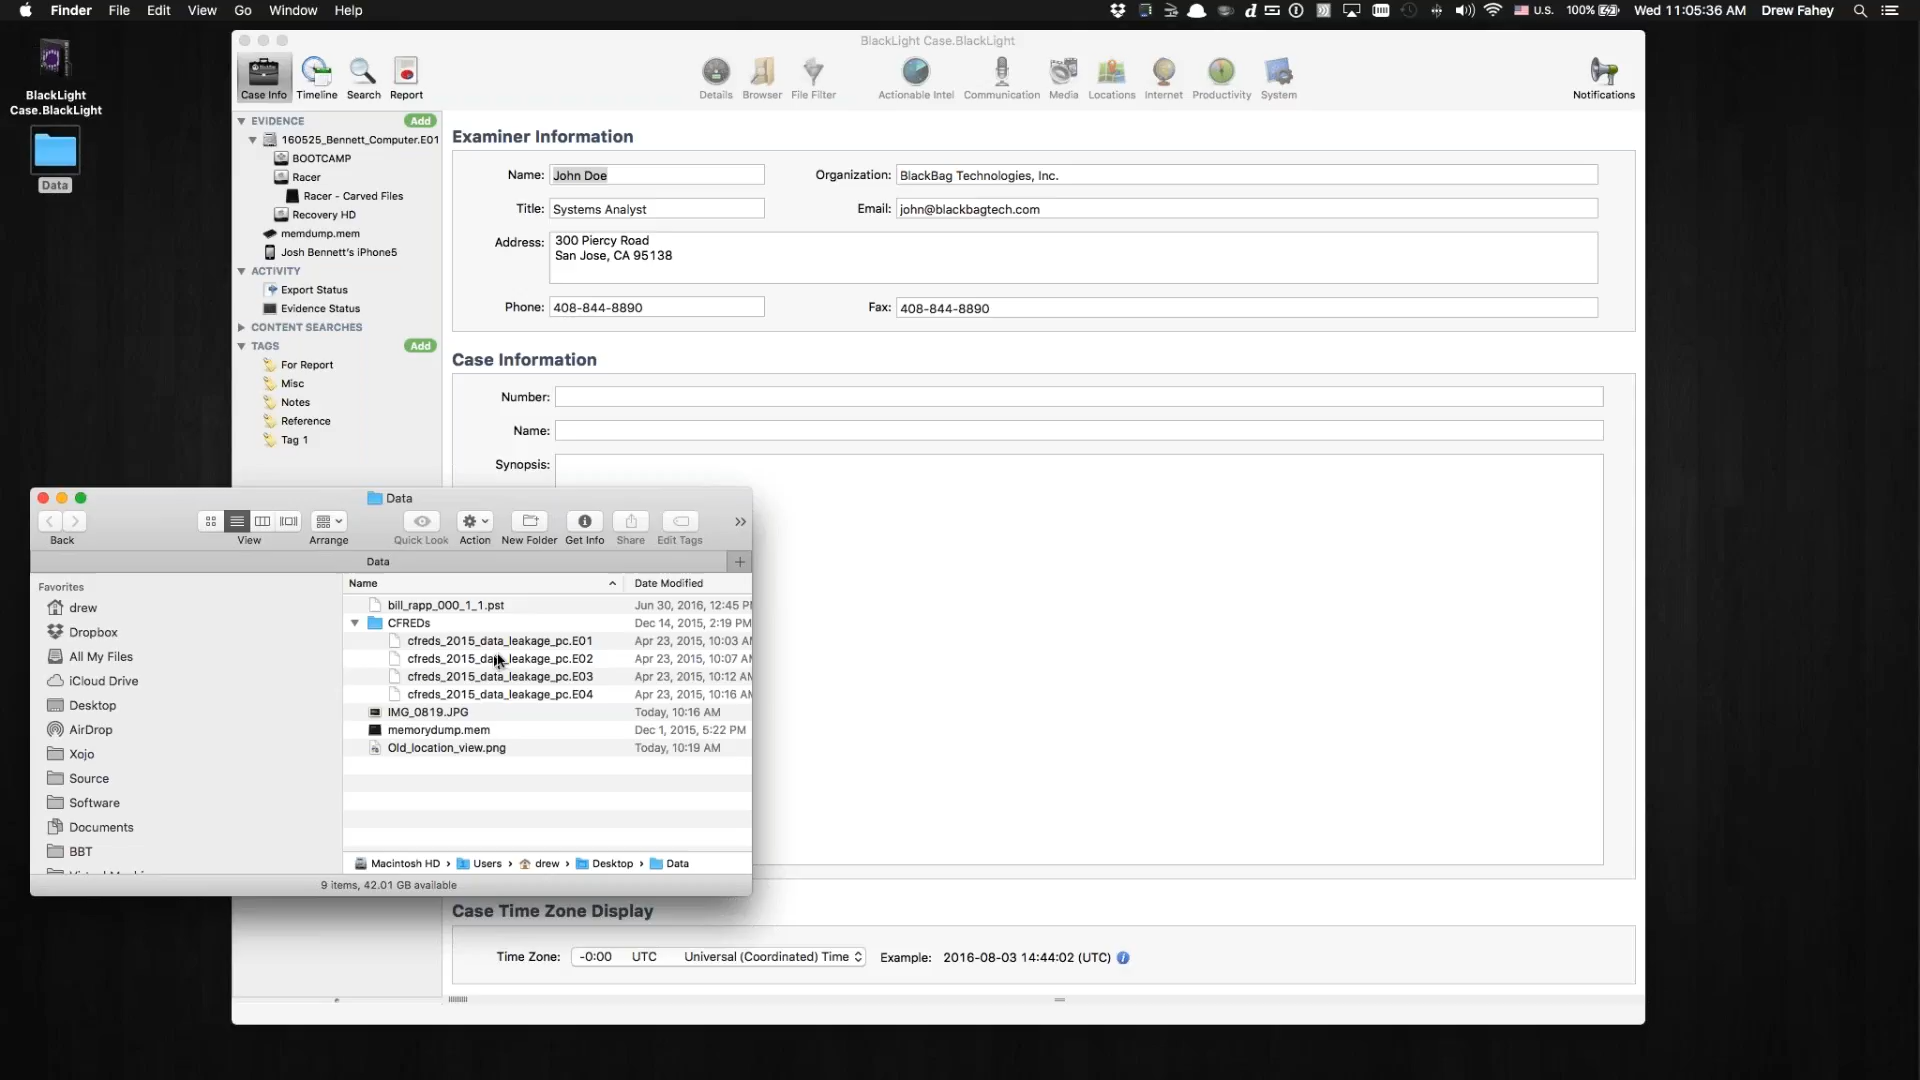 Finder File Edit View Go Window Help
U.S. 100% Wed 11:05:36 AM Drew Fahey
BlackLight
Case.BlackLight
Data
BlackLight Case.BlackLight
Case Info Timeline Search Report
Details Browser File Filter Actionable Intel Communication Media Locations Internet Productivity System
Notifications
EVIDENCE Add
160525_Bennett_Computer.E01
BOOTCAMP
Racer
Racer - Carved Files
Recovery HD
memdump.mem
Josh Bennett's iPhone5
ACTIVITY
Export Status
Evidence Status
CONTENT SEARCHES
TAGS Add
For Report
Misc
Notes
Reference
Tag 1
Examiner Information
Name: John Doe Organization: BlackBag Technologies, Inc.
Title: Systems Analyst Email: john@blackbagtech.com
Address: 300 Piercy Road
San Jose, CA 95138
Phone: 408-844-8890 Fax: 408-844-8890
Case Information
Number:
Name:
Synopsis:
Data
Back View Arrange Quick Look Action New Folder Get Info Share Edit Tags
Data
Favorites
drew
Dropbox
All My Files
iCloud Drive
Desktop
AirDrop
Xojo
Source
Software
Documents
BBT
Name Date Modified
bill_rapp_000_1_1.pst Jun 30, 2016, 12:45 PM
CFREDs Dec 14, 2015, 2:19 PM
cfreds_2015_data_leakage_pc.E01 Apr 23, 2015, 10:03 AM
cfreds_2015_data_leakage_pc.E02 Apr 23, 2015, 10:07 AM
cfreds_2015_data_leakage_pc.E03 Apr 23, 2015, 10:12 AM
cfreds_2015_data_leakage_pc.E04 Apr 23, 2015, 10:16 AM
IMG_0819.JPG Today, 10:16 AM
memorydump.mem Dec 1, 2015, 5:22 PM
Old_location_view.png Today, 10:19 AM
Macintosh HD › Users › drew › Desktop › Data
9 items, 42.01 GB available
Case Time Zone Display
Time Zone: -0:00 UTC Universal (Coordinated) Time Example: 2016-08-03 14:44:02 (UTC)